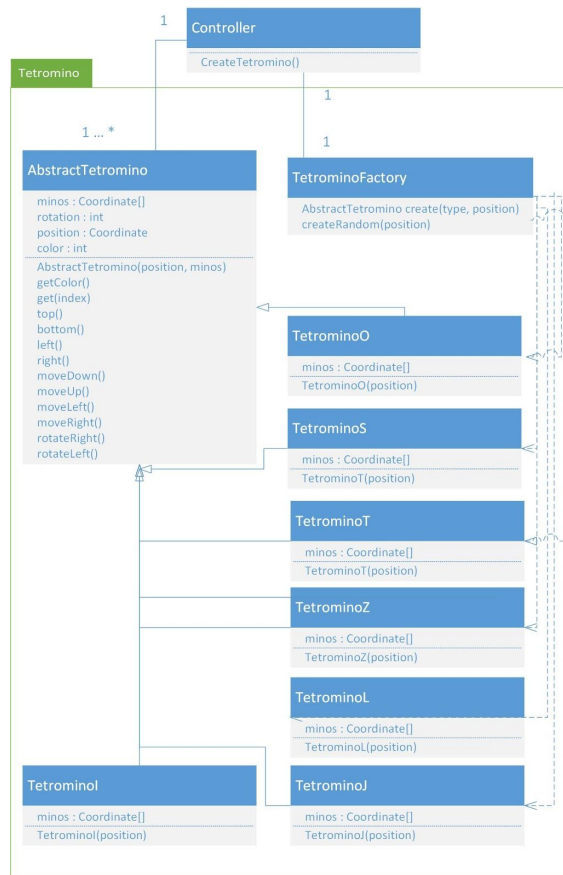 1
Controller
CreateTetromino()
Tetromino
1
1 ... *
1
AbstractTetromino
minos : Coordinate[]
rotation : int
position : Coordinate
color : int
AbstractTetromino(position, minos)
getColor()
get(index)
top()
bottom()
left()
right()
moveDown()
moveUp()
moveLeft()
moveRight()
rotateRight()
rotateLeft()
TetrominoFactory
AbstractTetromino create(type, position)
createRandom(position)
TetrominoO
minos : Coordinate[]
TetrominoO(position)
TetrominoS
minos : Coordinate[]
TetrominoT(position)
TetrominoT
minos : Coordinate[]
TetrominoT(position)
TetrominoZ
minos : Coordinate[]
TetrominoZ(position)
TetrominoL
minos : Coordinate[]
TetrominoL(position)
TetrominoI
minos : Coordinate[]
TetrominoI(position)
TetrominoJ
minos : Coordinate[]
TetrominoJ(position)